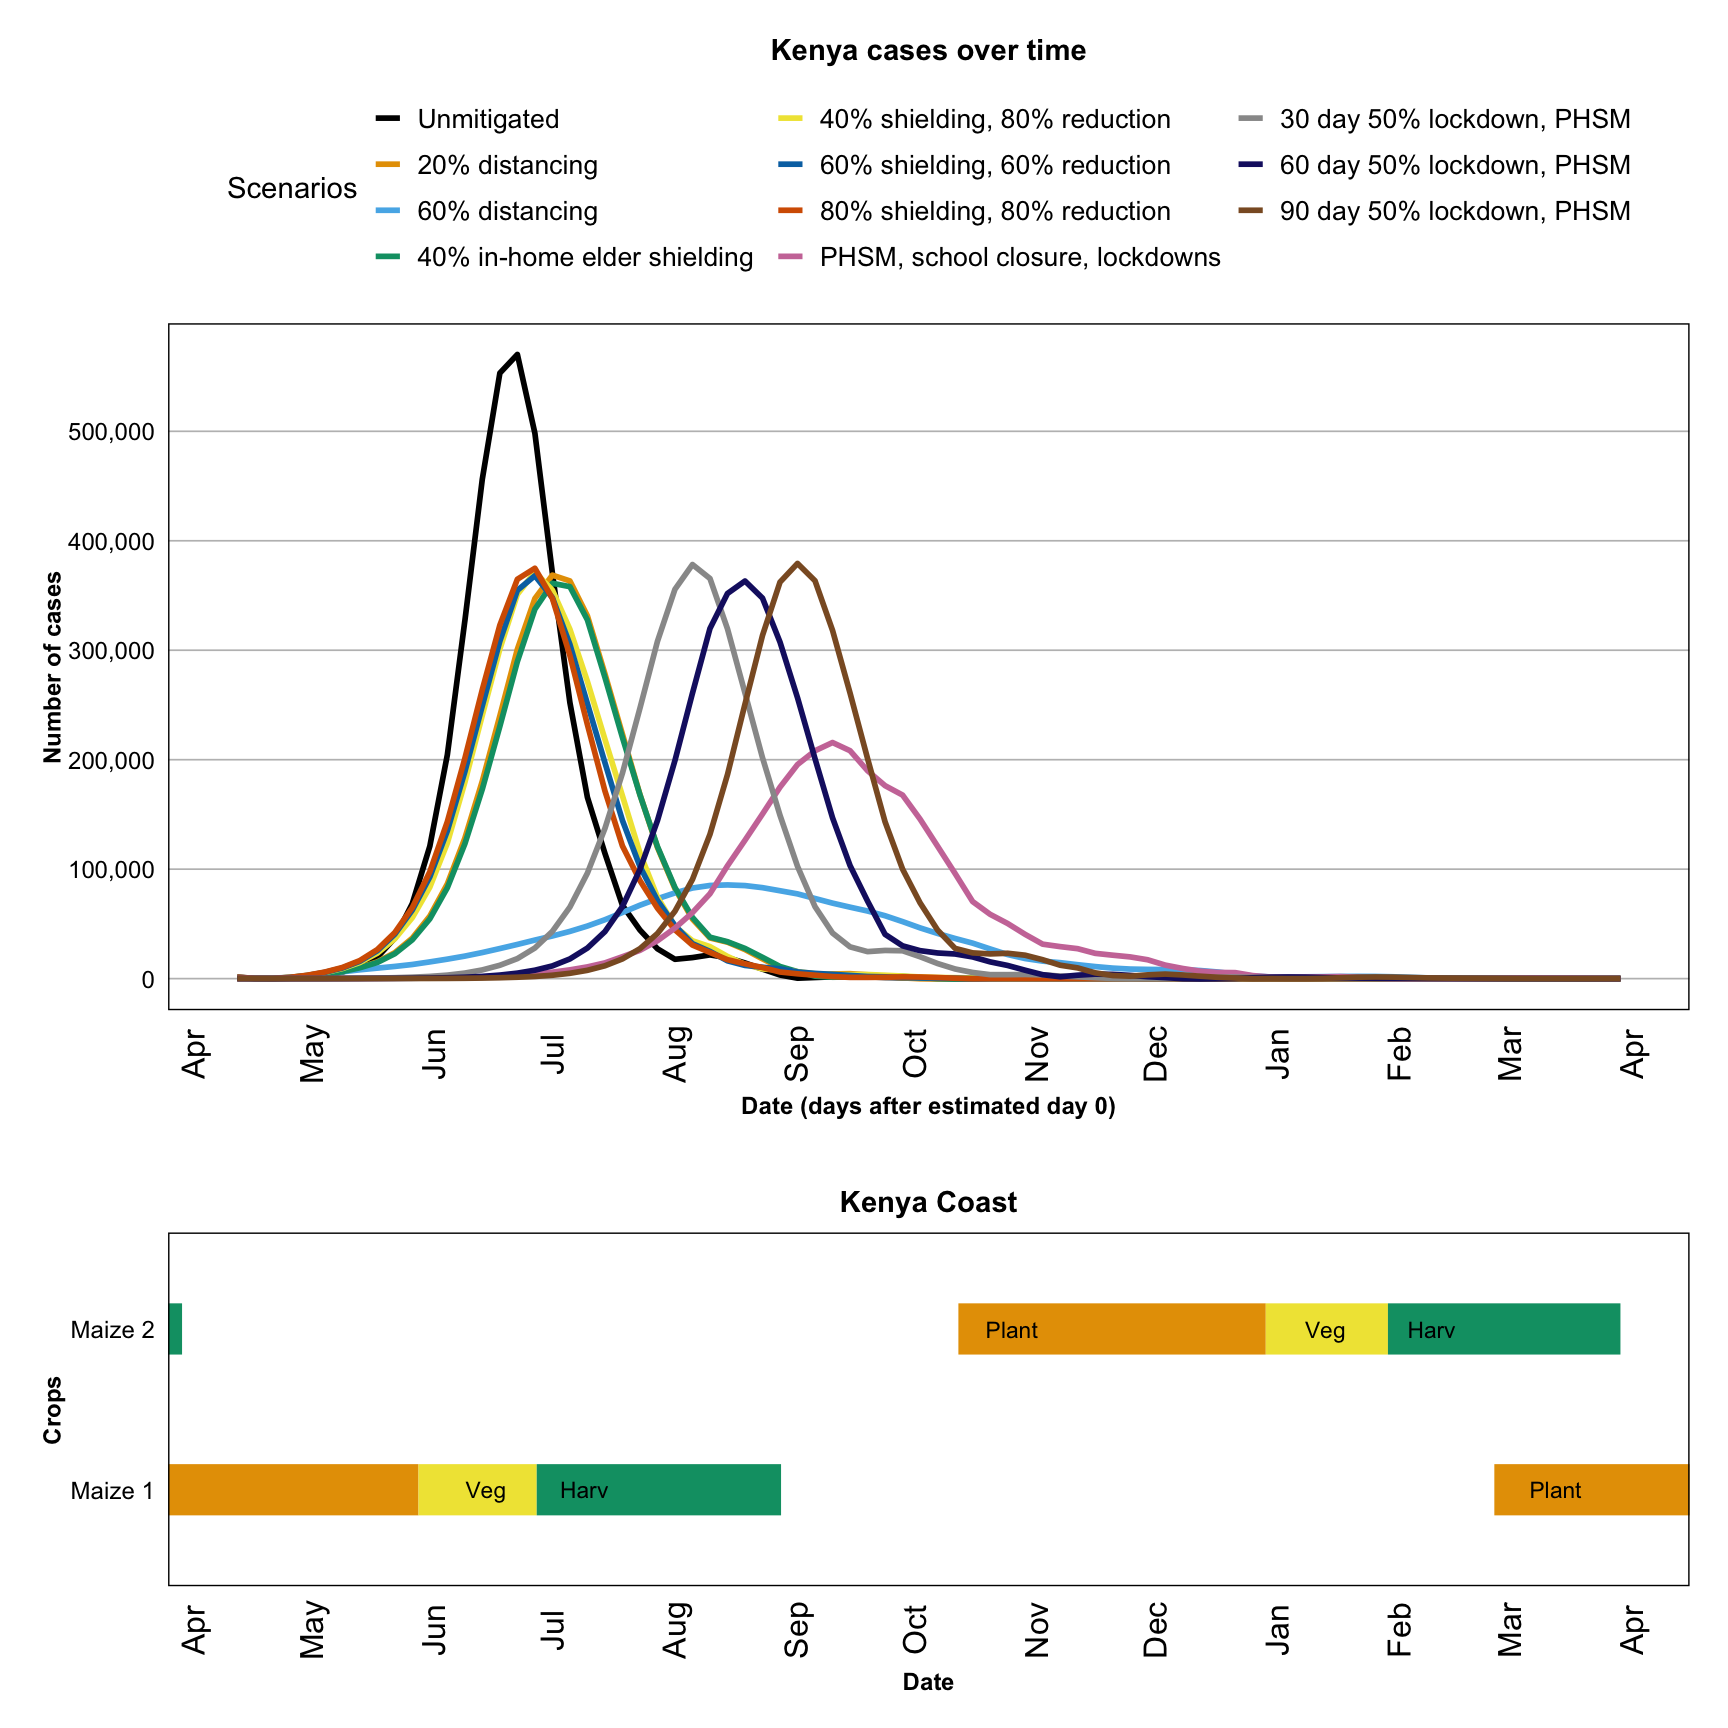 Kenya cases over time
Scenarios
Unmitigated
20% distancing
60% distancing
40% in-home elder shielding
40% shielding, 80% reduction
60% shielding, 60% reduction
80% shielding, 80% reduction
PHSM, school closure, lockdowns
30 day 50% lockdown, PHSM
60 day 50% lockdown, PHSM
90 day 50% lockdown, PHSM
Number of cases
500,000
400,000
300,000
200,000
100,000
0
Apr May Jun Jul Aug Sep Oct Nov Dec Jan Feb Mar Apr
Date (days after estimated day 0)
Kenya Coast
Crops
Maize 2
Plant Veg Harv
Maize 1
Veg Harv Plant
Apr May Jun Jul Aug Sep Oct Nov Dec Jan Feb Mar Apr
Date